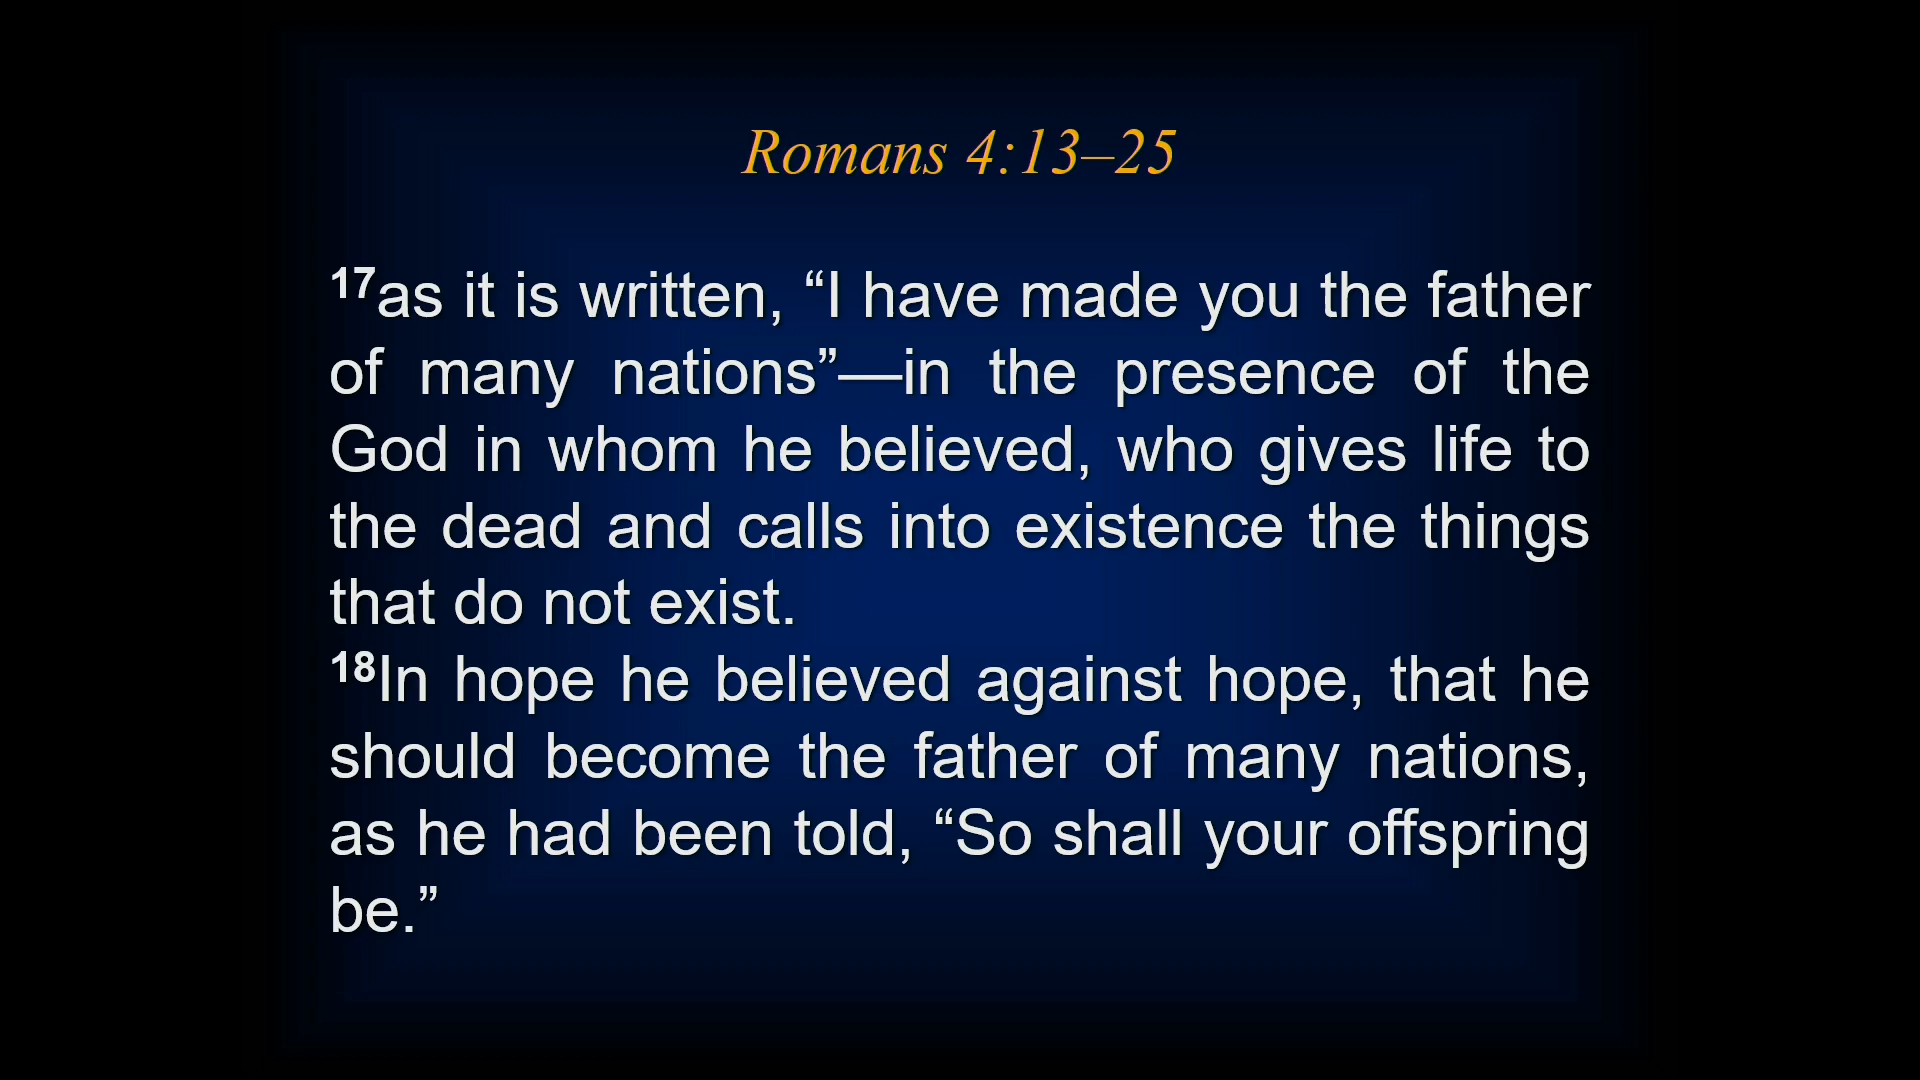 Romans 4:13–25
17as it is written, “I have made you the father
of many nations”—in the presence of the
God in whom he believed, who gives life to
the dead and calls into existence the things
that do not exist.
18In hope he believed against hope, that he
should become the father of many nations,
as he had been told, “So shall your offspring
be.”